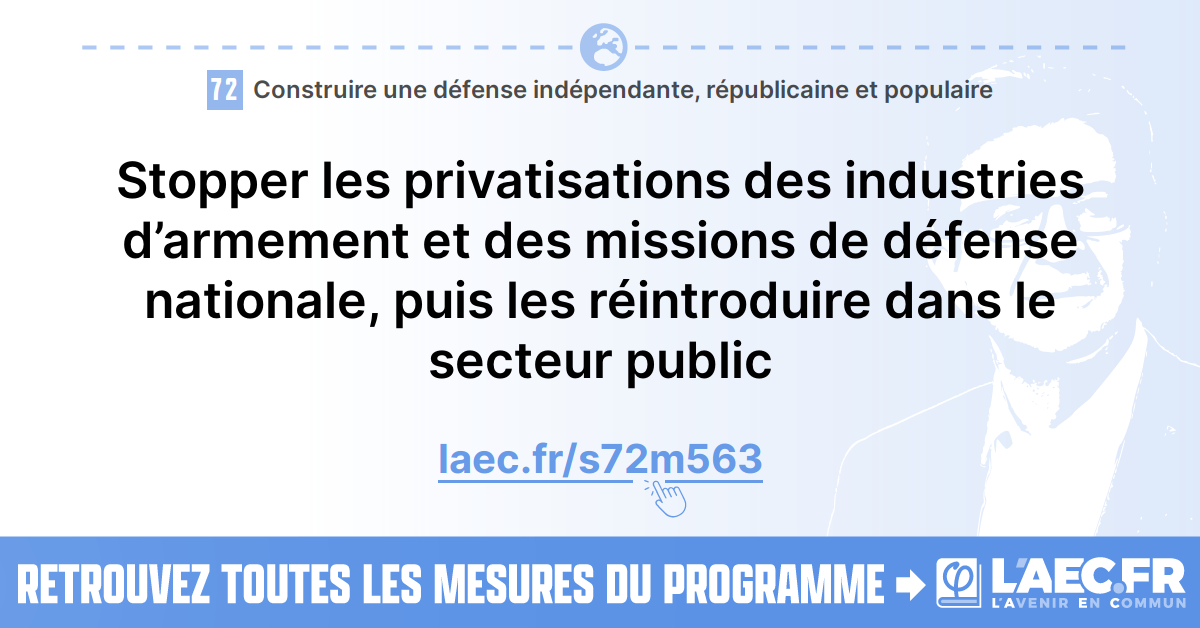 72 Construire une défense indépendante, républicaine et populaire
Stopper les privatisations des industries
d’armement et des missions de défense
nationale, puis les réintroduire dans le
secteur public
laec.fr/s72m563
RETROUVEZ TOUTES LES MESURES DU PROGRAMME
L'AEC.FR
L'AVENIR EN COMMUN